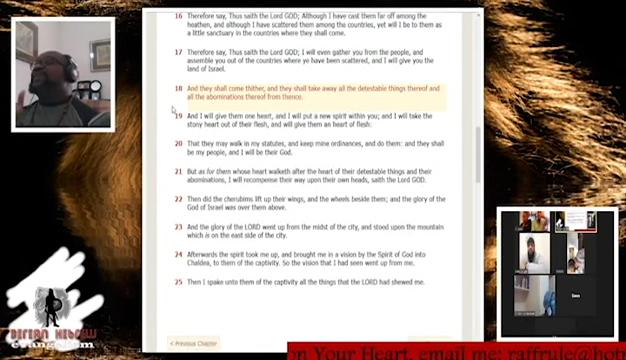 16 Therefore say, Thus saith the Lord GOD; Although I have cast them far off among the
heathen, and although I have scattered them among the countries, yet will I be to them as
a little sanctuary in the countries where they shall come.
17 Therefore say, Thus saith the Lord GOD; I will even gather you from the people, and
assemble you out of the countries where ye have been scattered, and I will give you the
land of Israel.
18 And they shall come thither, and they shall take away all the detestable things thereof and
all the abominations thereof from thence.
19 And I will give them one heart, and I will put a new spirit within you; and I will take the
stony heart out of their flesh, and will give them an heart of flesh:
20 That they may walk in my statutes, and keep mine ordinances, and do them: and they shall
be my people, and I will be their God.
21 But as for them whose heart walketh after the heart of their detestable things and their
abominations, I will recompense their way upon their own heads, saith the Lord GOD.
22 Then did the cherubims lift up their wings, and the wheels beside them; and the glory of the
God of Israel was over them above.
23 And the glory of the LORD went up from the midst of the city, and stood upon the mountain
which is on the east side of the city.
24 Afterwards the spirit took me up, and brought me in a vision by the Spirit of God into
Chaldea, to them of the captivity. So the vision that I had seen went up from me.
25 Then I spake unto them of the captivity all the things that the LORD had shewed me.
< Previous Chapter
BEREAN HEBREW
on Your Heart, email me: raffriale@hot